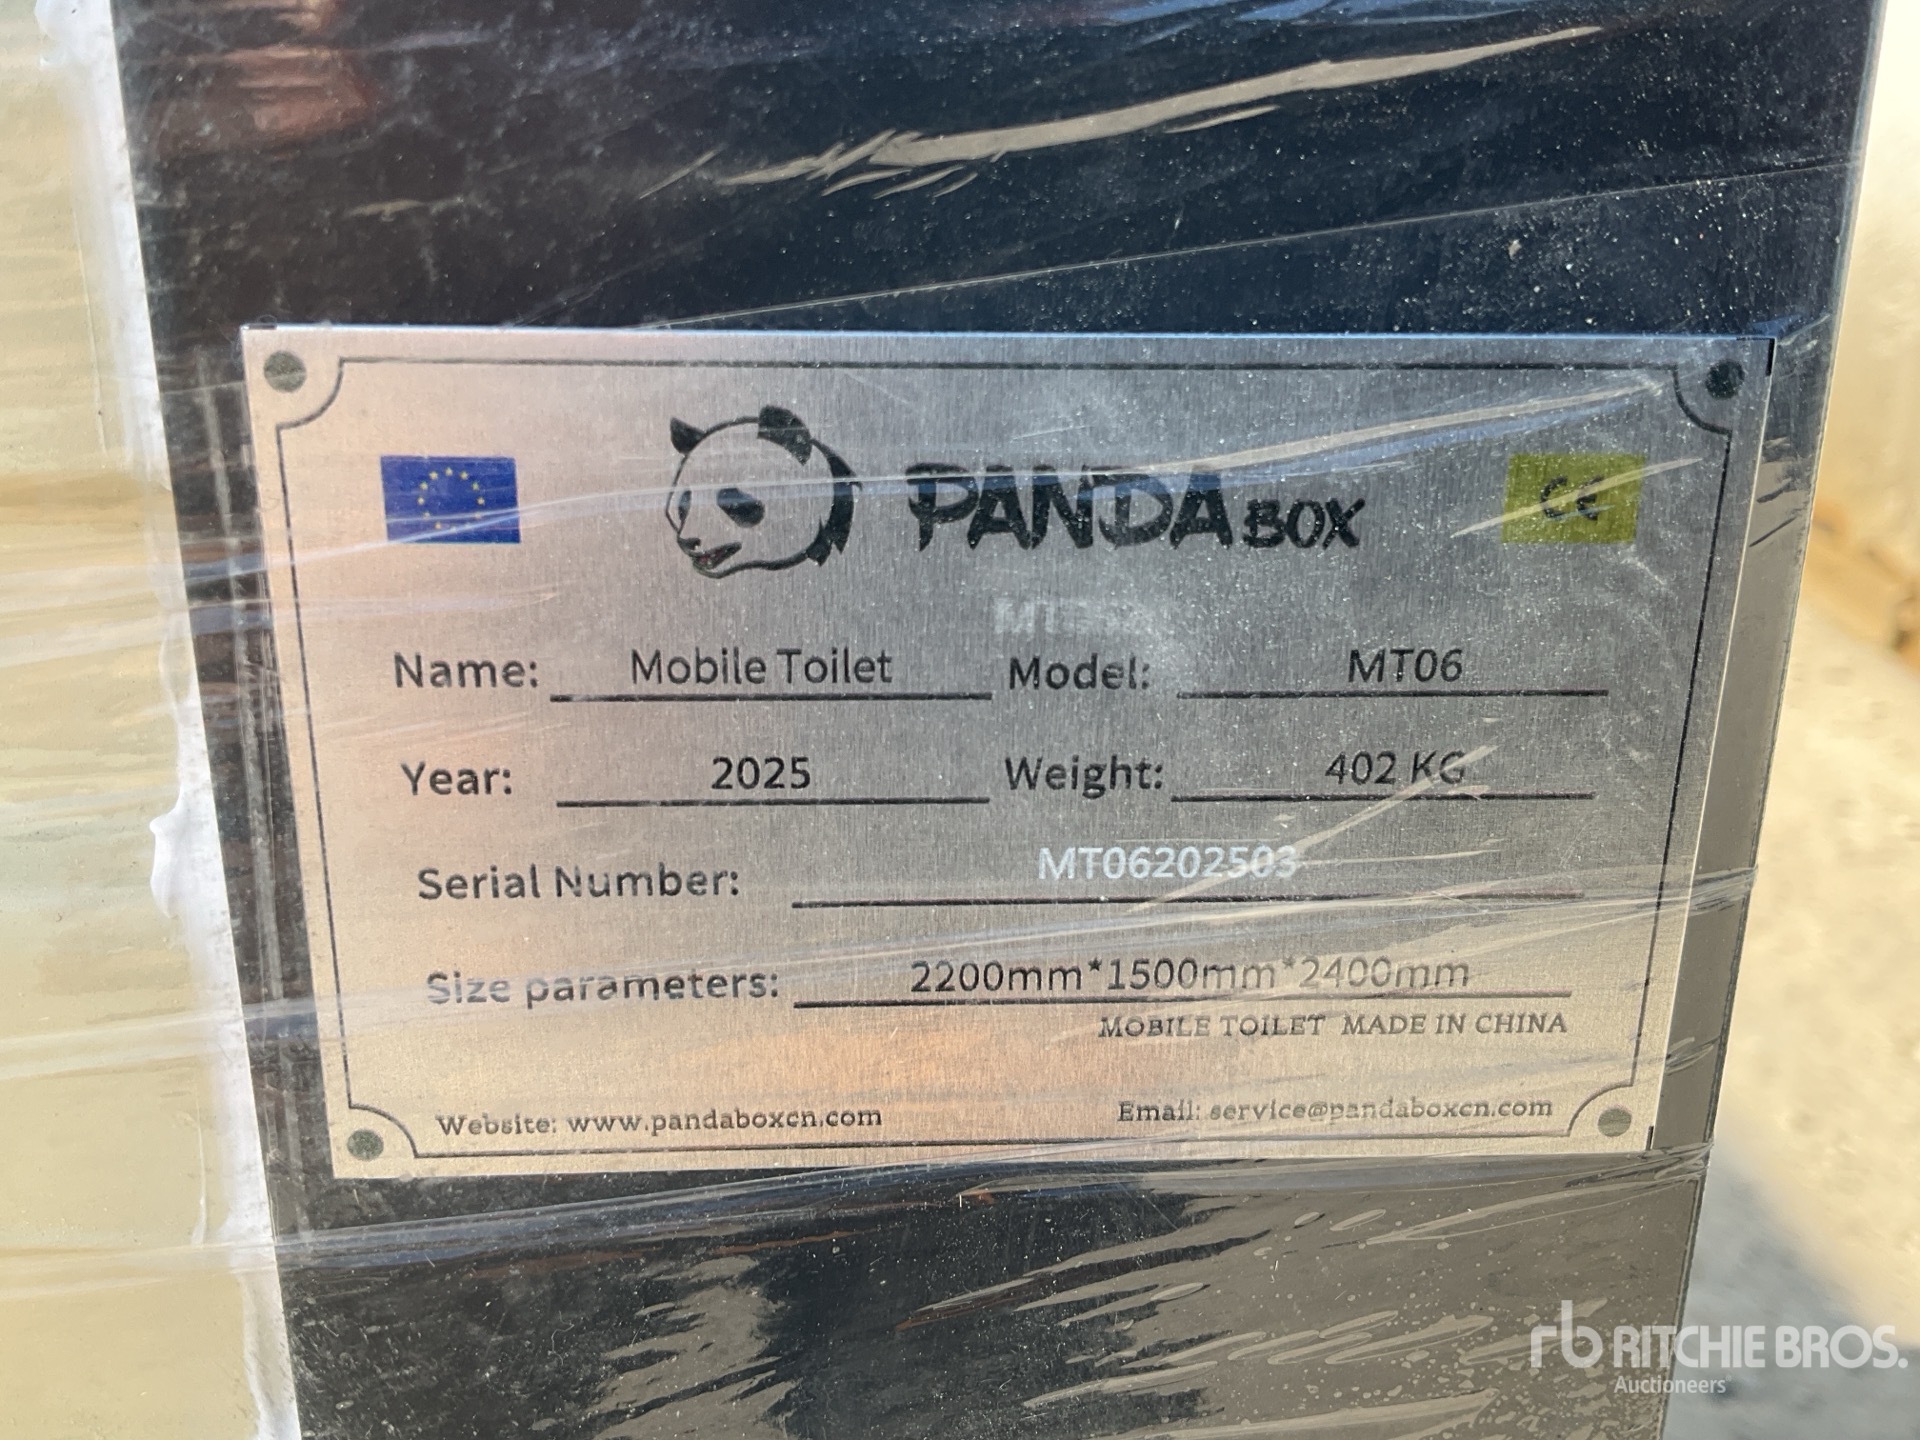 PANDA BOX
CE
Name: Mobile Toilet Model: MT06
Year: 2025 Weight: 402 KG
Serial Number: MT06202503
Size parameters: 2200mm*1500mm*2400mm
MOBILE TOILET MADE IN CHINA
Website: www.pandaboxcn.com Email: service@pandaboxcn.com
rb RITCHIE BROS.
Auctioneers